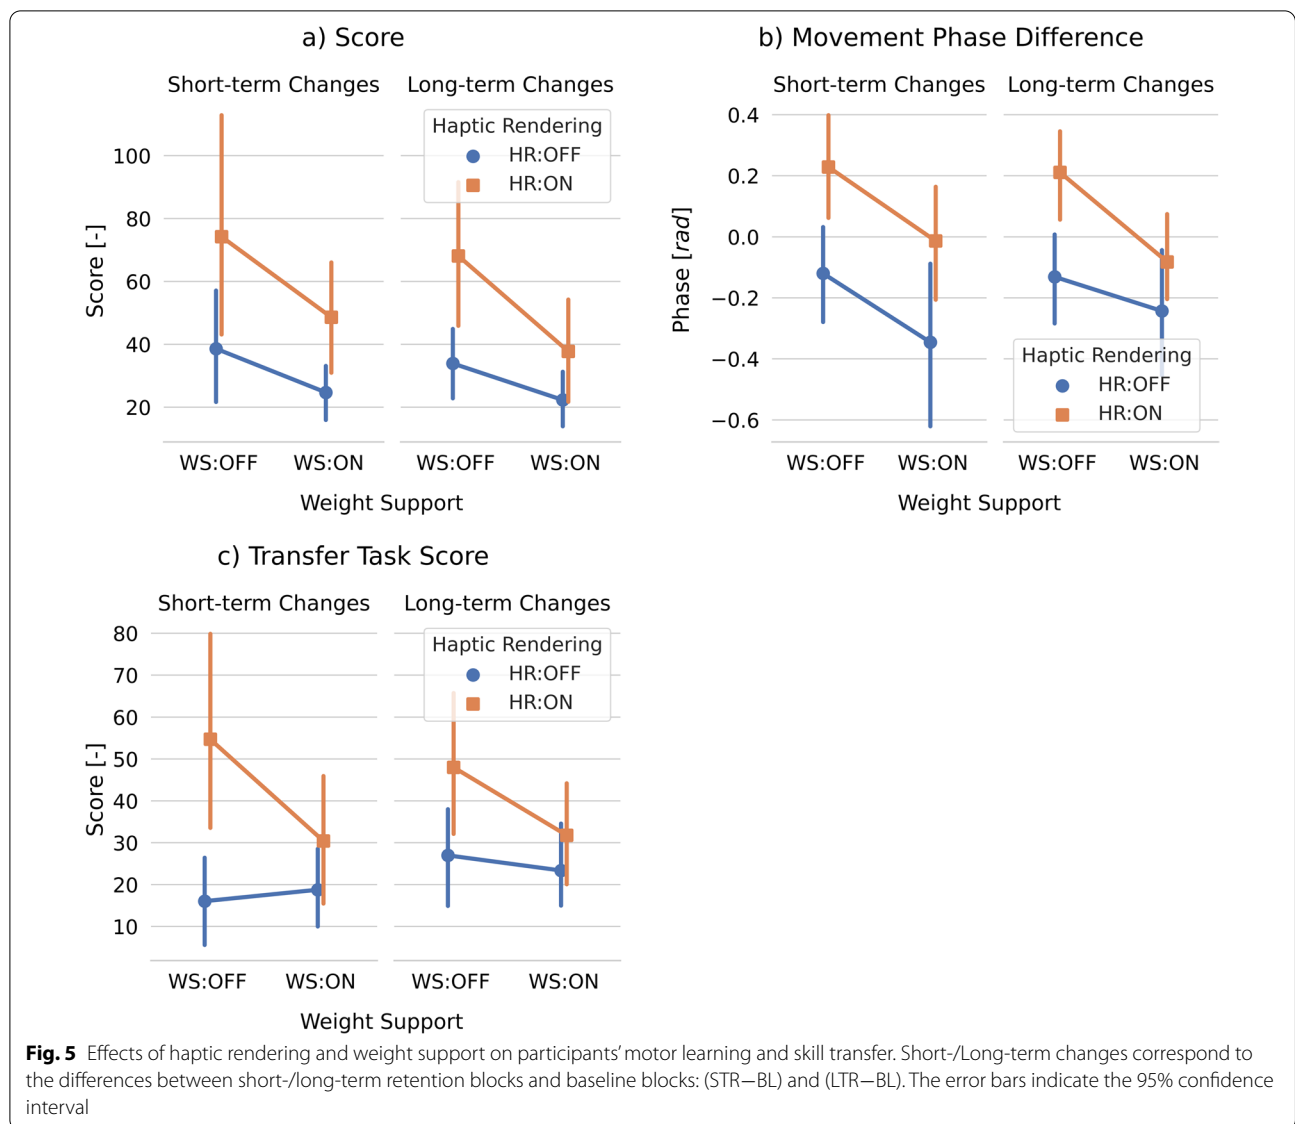 a) Score
Short-term Changes
Long-term Changes
Haptic Rendering
HR:OFF
HR:ON
100
80
60
40
20
Score [-]
WS:OFF
WS:ON
WS:OFF
WS:ON
Weight Support
b) Movement Phase Difference
Short-term Changes
Long-term Changes
0.4
0.2
0.0
−0.2
−0.4
−0.6
Phase [rad]
Haptic Rendering
HR:OFF
HR:ON
WS:OFF
WS:ON
WS:OFF
WS:ON
Weight Support
c) Transfer Task Score
Short-term Changes
Long-term Changes
80
70
60
50
40
30
20
10
Score [-]
Haptic Rendering
HR:OFF
HR:ON
WS:OFF
WS:ON
WS:OFF
WS:ON
Weight Support
Fig. 5 Effects of haptic rendering and weight support on participants’ motor learning and skill transfer. Short-/Long-term changes correspond to
the differences between short-/long-term retention blocks and baseline blocks: (STR−BL) and (LTR−BL). The error bars indicate the 95% confidence
interval